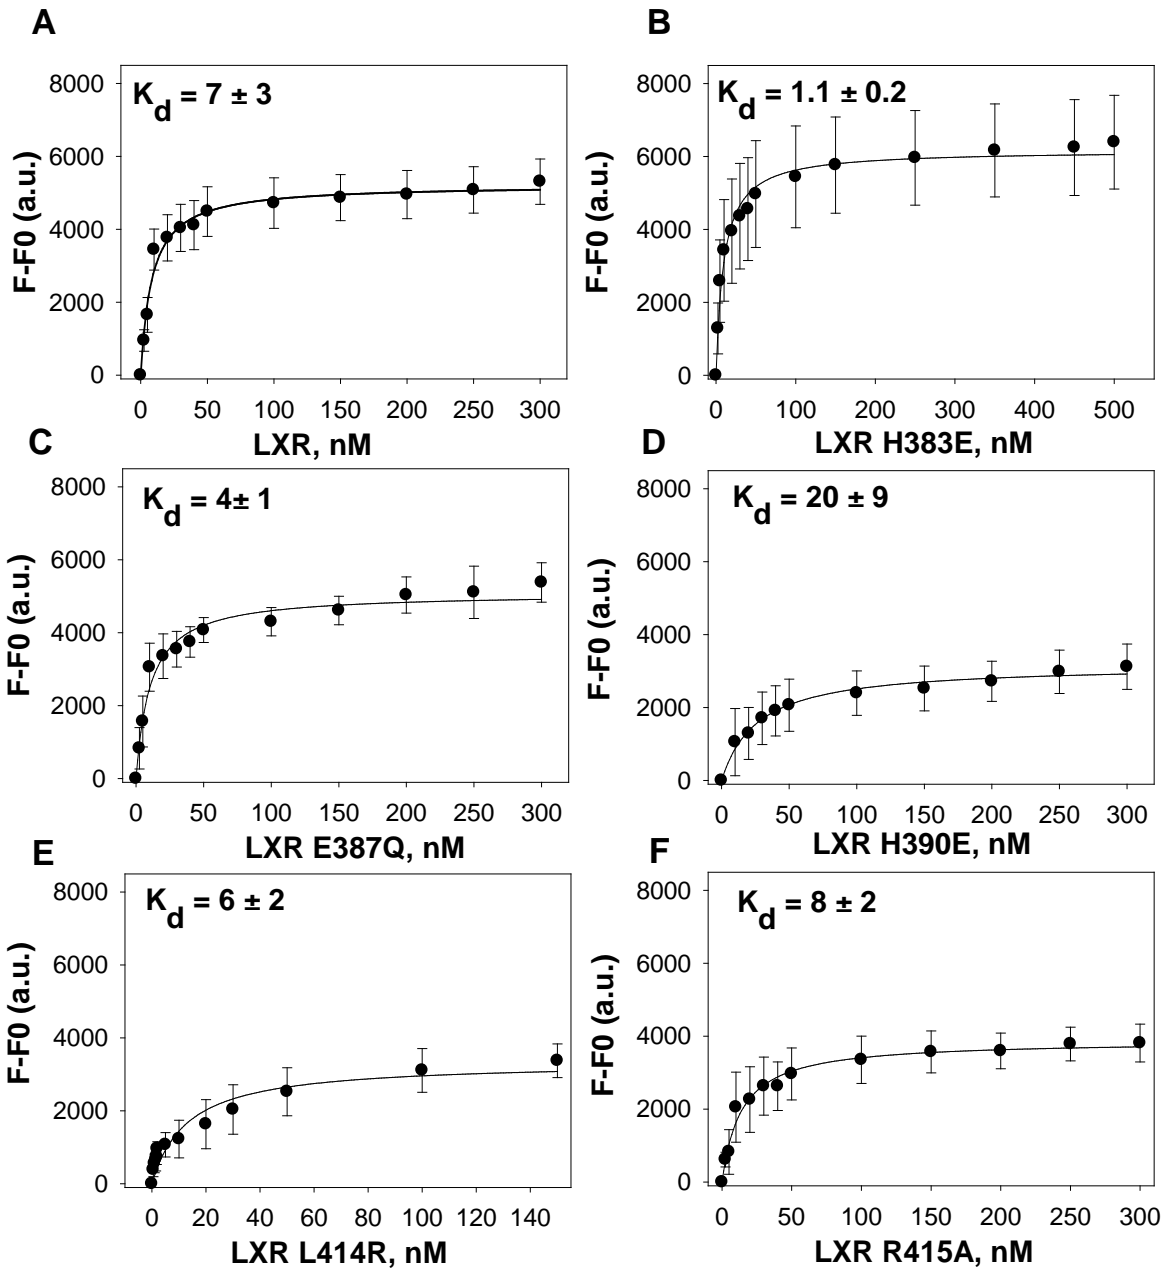 A
K d = 7 ± 3
F-F0 (a.u.)
8000
6000
4000
2000
0
0 50 100 150 200 250 300
LXR, nM
B
K d = 1.1 ± 0.2
F-F0 (a.u.)
8000
6000
4000
2000
0
0 100 200 300 400 500
LXR H383E, nM
C
K d = 4± 1
F-F0 (a.u.)
8000
6000
4000
2000
0
0 50 100 150 200 250 300
LXR E387Q, nM
D
K d = 20 ± 9
F-F0 (a.u.)
8000
6000
4000
2000
0
0 50 100 150 200 250 300
LXR H390E, nM
E
K d = 6 ± 2
F-F0 (a.u.)
8000
6000
4000
2000
0
0 20 40 60 80 100 120 140
LXR L414R, nM
F
K d = 8 ± 2
F-F0 (a.u.)
8000
6000
4000
2000
0
0 50 100 150 200 250 300
LXR R415A, nM